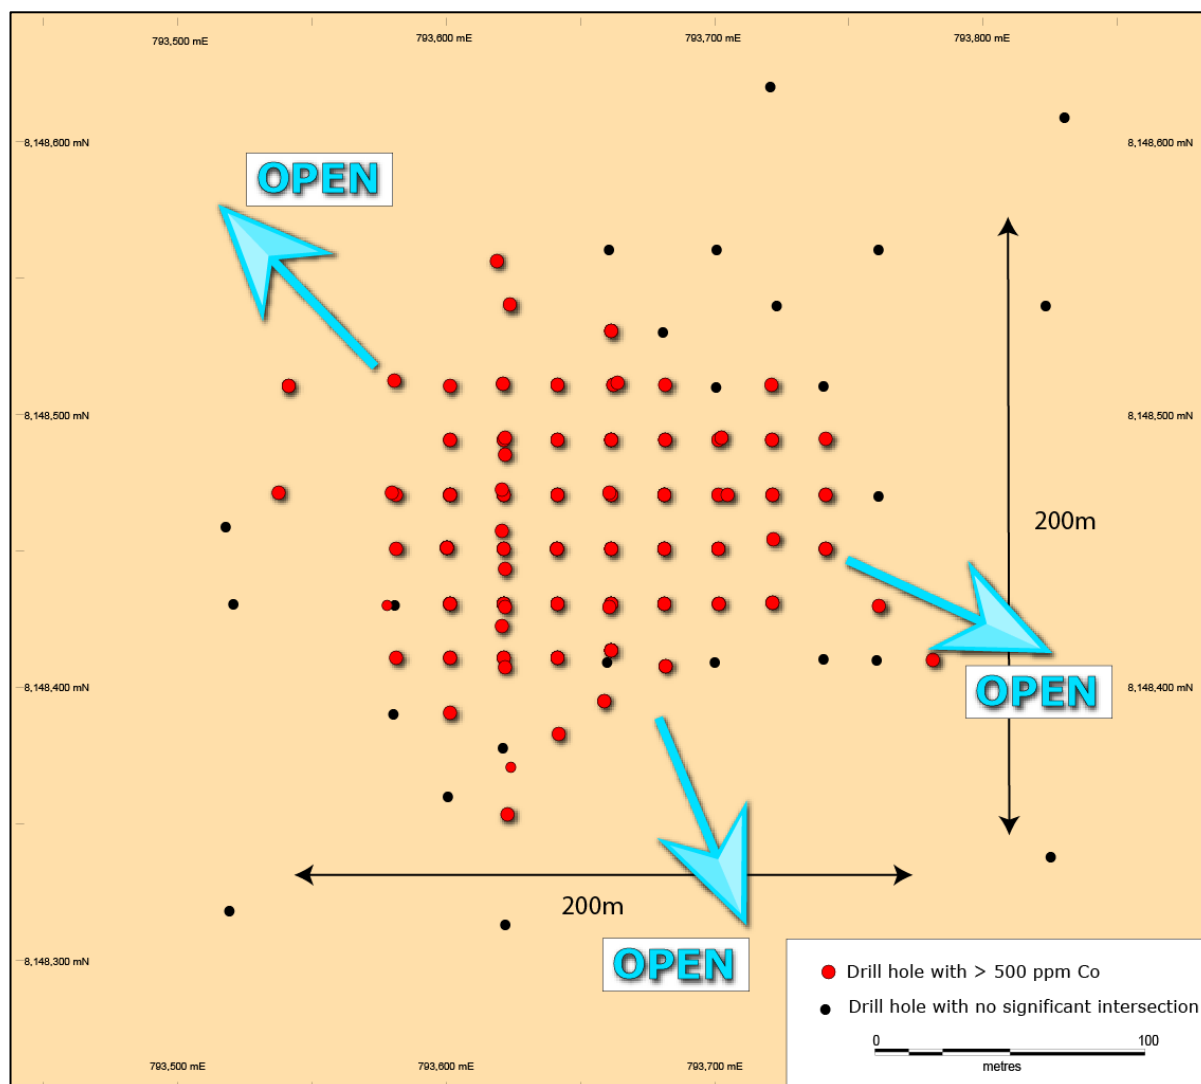 793,500 mE
793,600 mE
793,700 mE
793,800 mE
8,148,600 mN
8,148,600 mN
OPEN
8,148,500 mN
8,148,500 mN
200m
8,148,400 mN
8,148,400 mN
OPEN
200m
OPEN
8,148,300 mN
Drill hole with > 500 ppm Co
Drill hole with no significant intersection
0 100
metres
793,500 mE
793,600 mE
793,700 mE